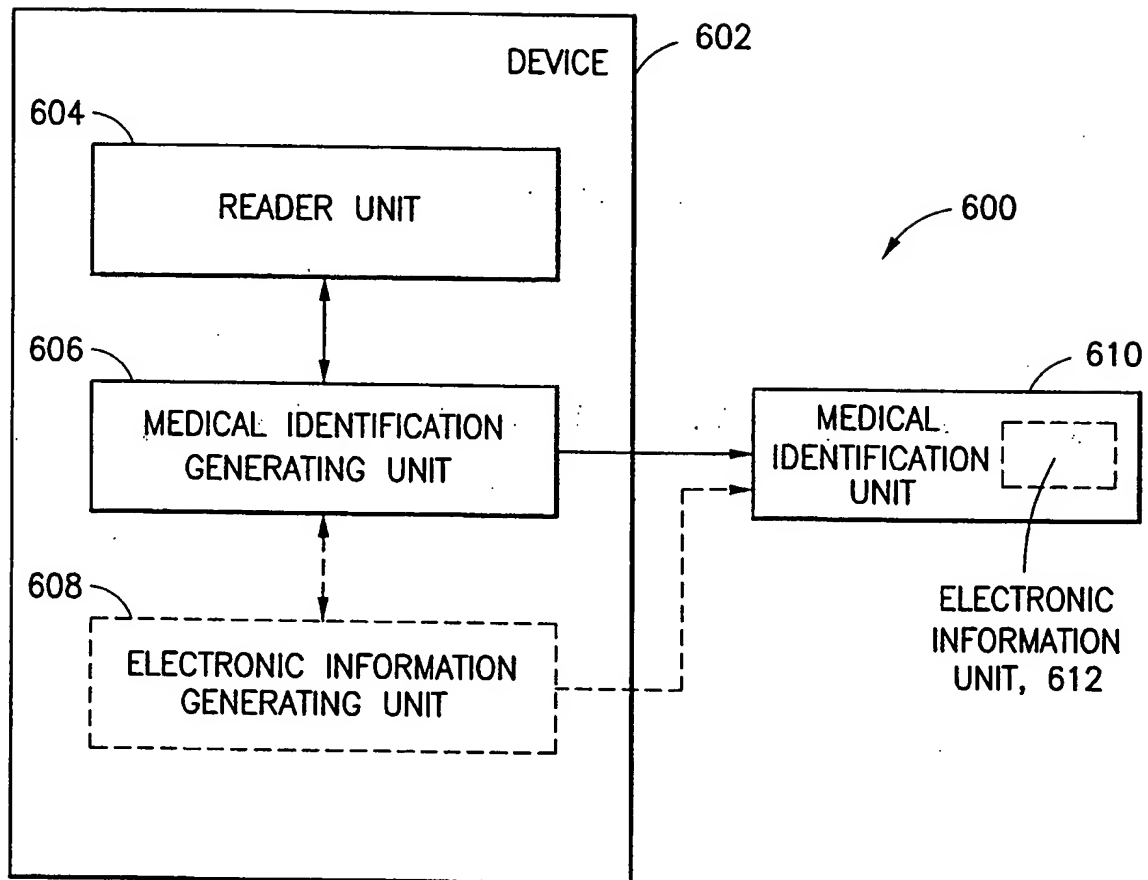 DEVICE
602
604
READER UNIT
600
606
MEDICAL IDENTIFICATION
GENERATING UNIT
610
MEDICAL
IDENTIFICATION
UNIT
608
ELECTRONIC INFORMATION
GENERATING UNIT
ELECTRONIC
INFORMATION
UNIT, 612